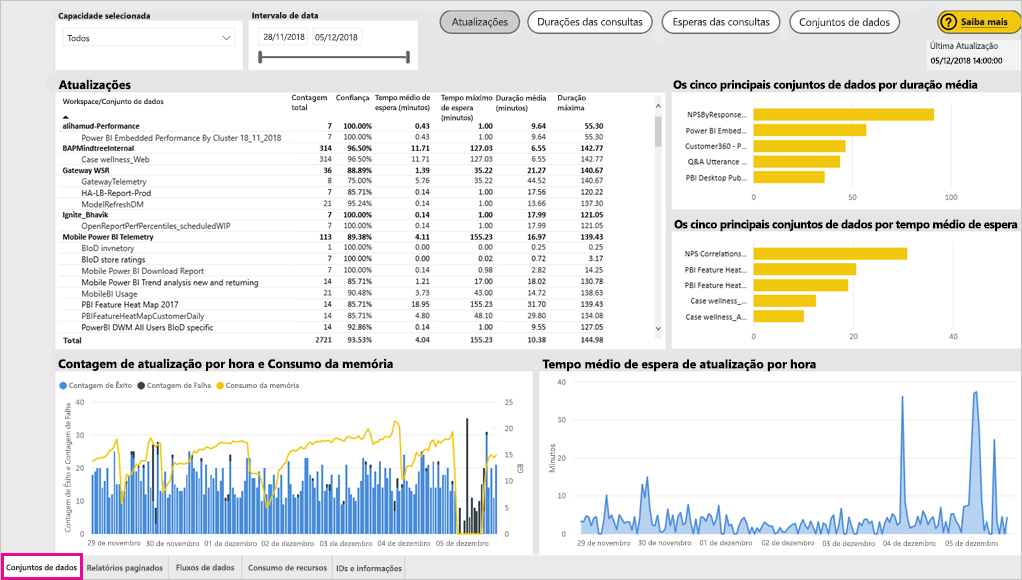 Capacidade selecionada
Todos
Intervalo de data
28/11/2018 05/12/2018
Atualizações
Durações das consultas
Esperas das consultas
Conjuntos de dados
? Saiba mais
Última Atualização
05/12/2018 14:00:00
Atualizações
Workspace/Conjunto de dados Contagem total Confiança Tempo médio de espera (minutos) Tempo máximo de espera (minutos) Duração média (minutos) Duração máxima
alihamud-Performance 7 100.00% 0.43 1.00 9.64 55.30
Power BI Embedded Performance By Cluster 18_11_2018 7 100.00% 0.43 1.00 9.64 55.30
BAPMindtreeInternal 314 96.50% 11.71 127.03 6.55 142.77
Case wellness_Web 314 96.50% 11.71 127.03 6.55 142.77
Gateway WSR 36 88.89% 1.39 35.22 21.27 140.67
GatewayTelemetry 8 75.00% 5.76 35.22 44.52 140.67
HA-LB-Report-Prod 7 85.71% 0.14 1.00 17.56 120.22
ModelRefreshDM 21 95.24% 0.14 1.00 13.66 137.30
Ignite_Bhavik 7 100.00% 0.14 1.00 17.99 121.05
OpenReportPerfPercentiles_scheduledWIP 7 100.00% 0.14 1.00 17.99 121.05
Mobile Power BI Telemetry 113 89.38% 4.11 155.23 16.97 139.43
BIoD invnetory 1 100.00% 0.00 0.00 0.25 0.25
BIoD store ratings 7 100.00% 0.02 0.72 3.17
Mobile Power BI Download Report 7 100.00% 0.14 0.98 2.82 14.25
Mobile Power BI Trend analysis new and returning 14 85.71% 1.21 17.00 18.02 130.78
MobileBI Usage 21 90.48% 3.73 43.00 14.72 138.63
PBI Feature Heat Map 2017 14 85.71% 18.95 155.23 31.70 139.43
PBIFeatureHeatMapCustomerDaily 14 85.71% 4.80 48.10 29.80 134.08
PowerBI DWM All Users BIoD specific 14 92.86% 0.14 1.00 9.55 127.05
Total 2721 93.53% 4.04 155.23 10.38 144.98
Os cinco principais conjuntos de dados por duração média
NPSByResponse...
Power BI Embed...
Customer360 - P...
Q&A Utterance ...
PBI Desktop Pub...
0 50 100
Os cinco principais conjuntos de dados por tempo médio de espera
NPS Correlations...
PBI Feature Heat...
PBI Feature Heat...
Case wellness_...
Case wellness_A...
0 20 40
Contagem de atualização por hora e Consumo da memória
Contagem de Êxito Contagem de Falha Consumo da memória
Contagem de Êxito e Contagem de Falha
40
30
20
10
0
25
20
15
10
5
0
GB
29 de novembro 30 de novembro 01 de dezembro 02 de dezembro 03 de dezembro 04 de dezembro 05 de dezembro
Tempo médio de espera de atualização por hora
Minutos
40
30
20
10
0
29 de novembro 30 de novembro 01 de dezembro 02 de dezembro 03 de dezembro 04 de dezembro 05 de dezembro
Conjuntos de dados
Relatórios paginados
Fluxos de dados
Consumo de recursos
IDs e informações